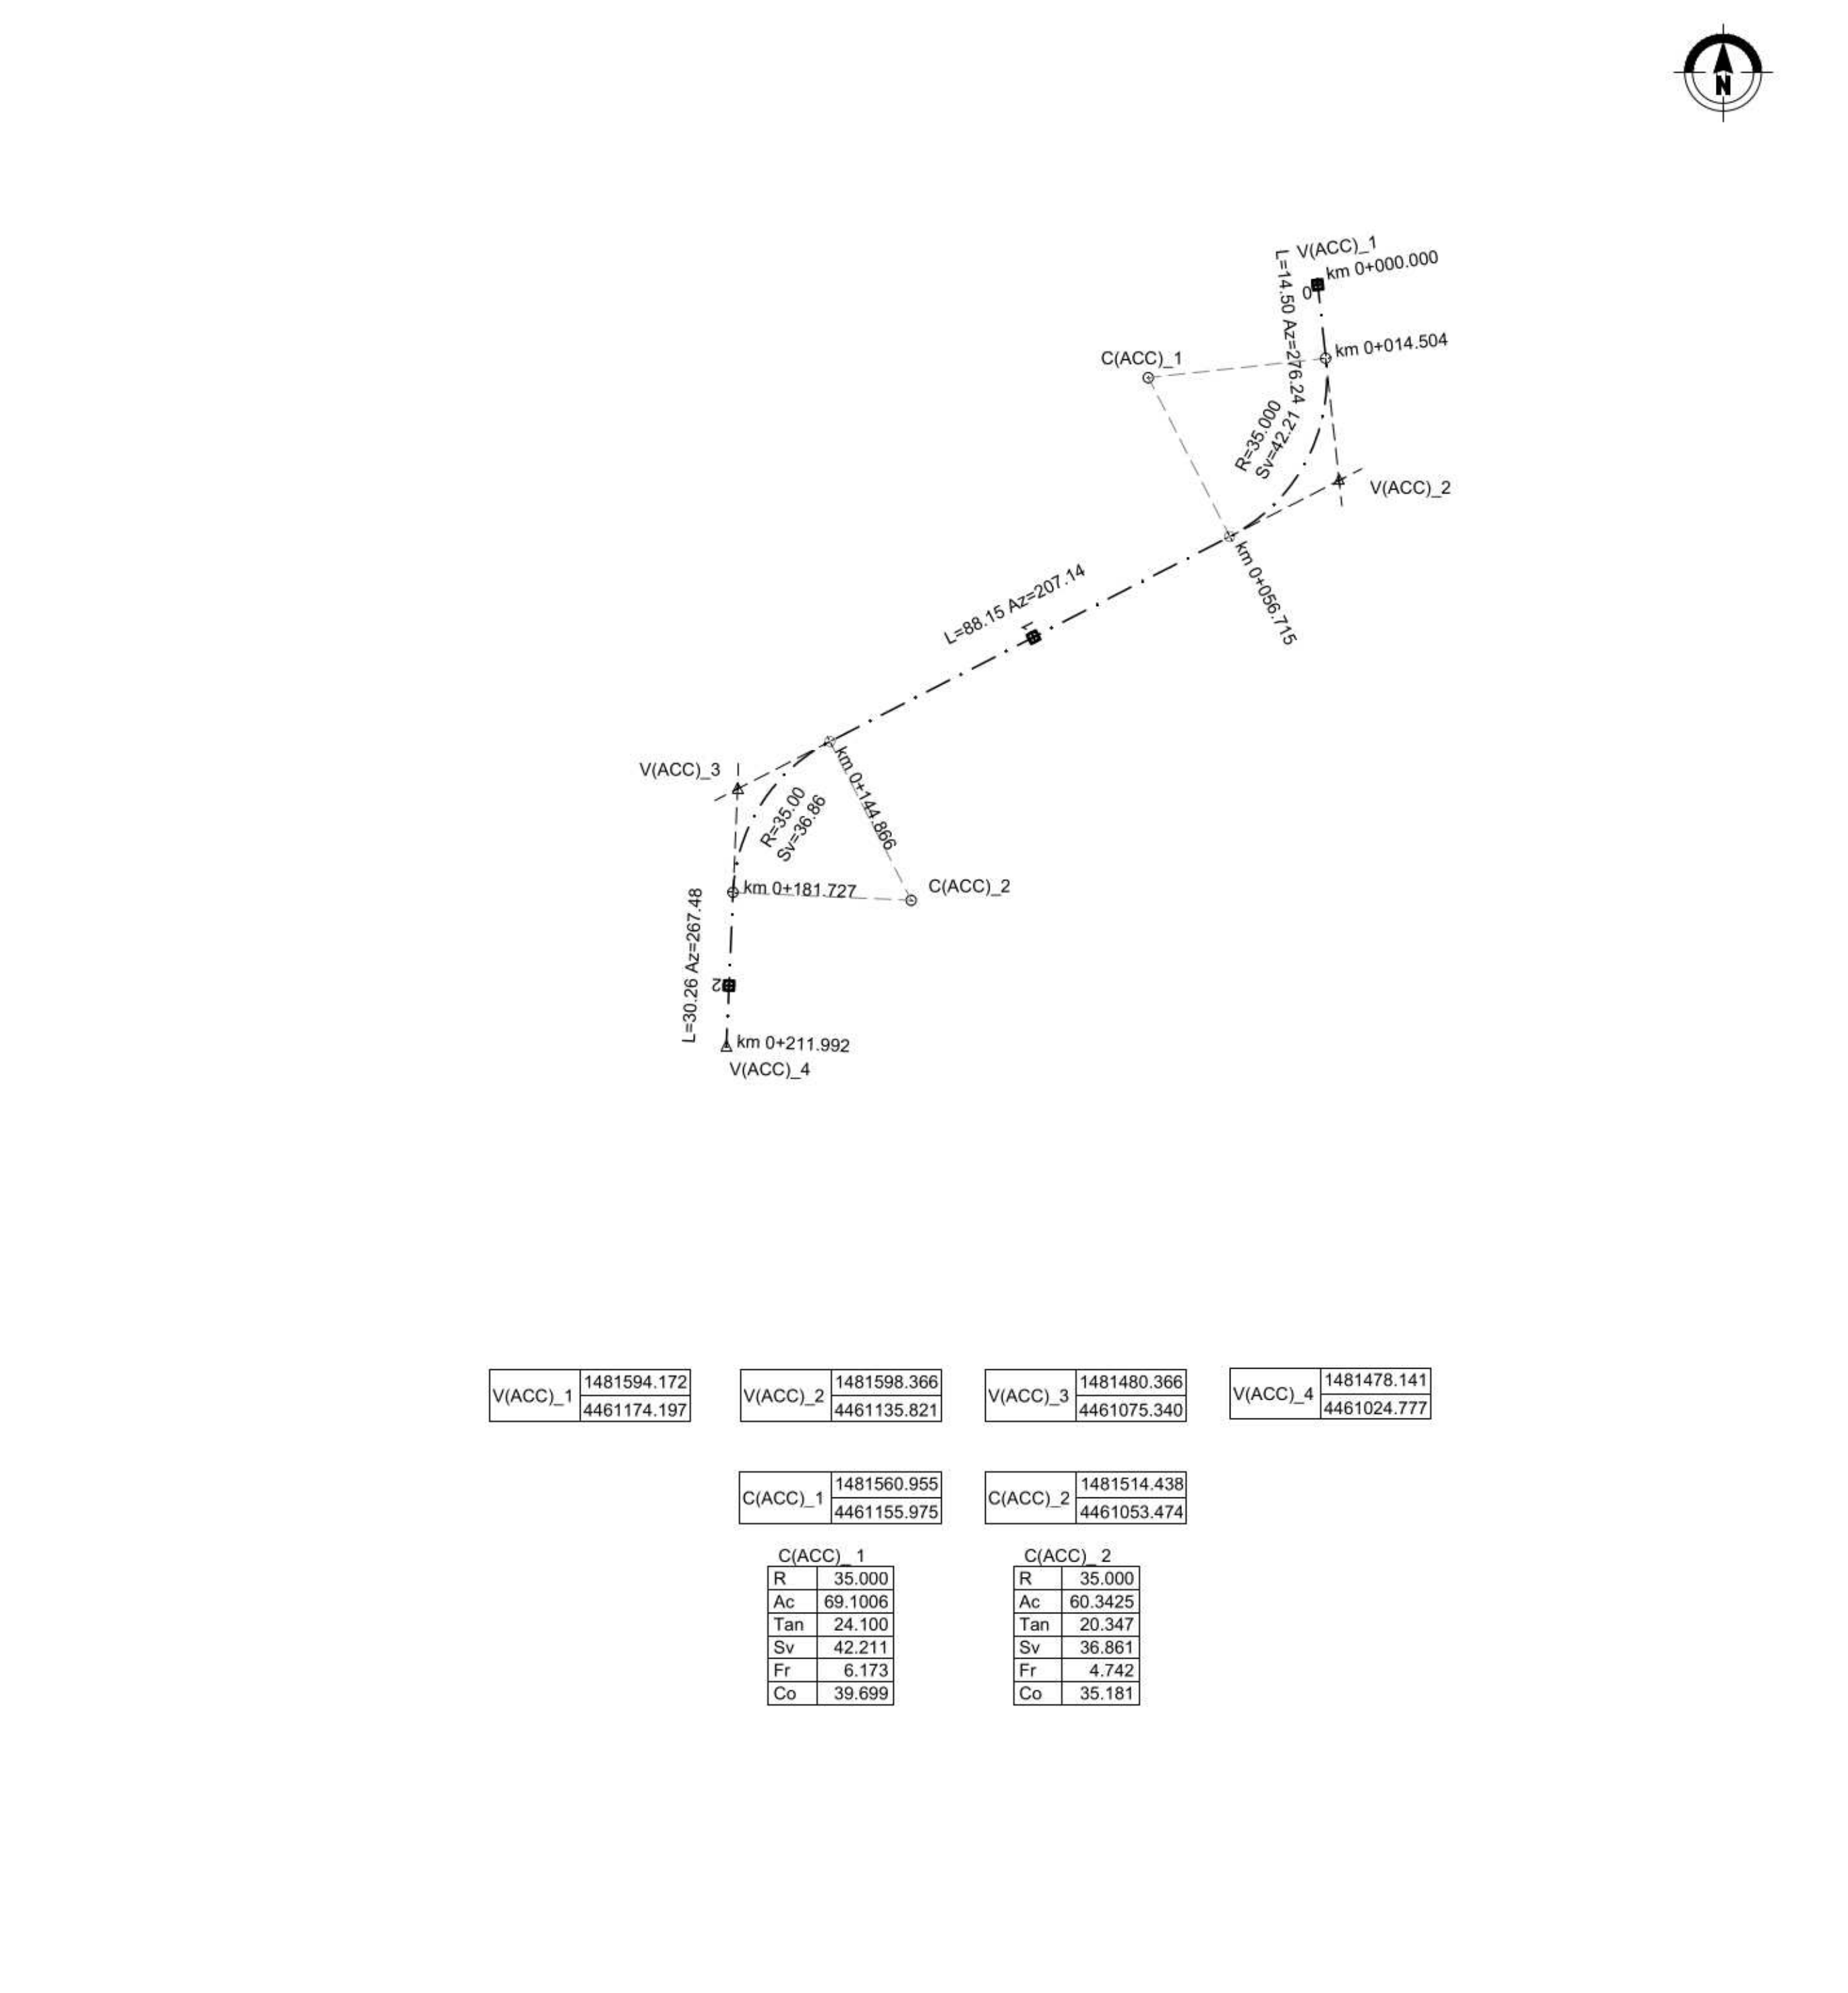 N
V(ACC)_1
km 0+000.000
0
L=14.50 Az=276.24
km 0+014.504
C(ACC)_1
R=35.000
Sv=42.21
V(ACC)_2
km 0+056.715
L=88.15 Az=207.14
1
V(ACC)_3
km 0+144.866
R=35.00
Sv=36.86
km 0+181.727
C(ACC)_2
L=30.26 Az=267.48
2
km 0+211.992
V(ACC)_4
V(ACC)_1
1481594.172
4461174.197
V(ACC)_2
1481598.366
4461135.821
V(ACC)_3
1481480.366
4461075.340
V(ACC)_4
1481478.141
4461024.777
C(ACC)_1
1481560.955
4461155.975
C(ACC)_2
1481514.438
4461053.474
C(ACC)_ 1
R 35.000
Ac 69.1006
Tan 24.100
Sv 42.211
Fr 6.173
Co 39.699
C(ACC)_ 2
R 35.000
Ac 60.3425
Tan 20.347
Sv 36.861
Fr 4.742
Co 35.181